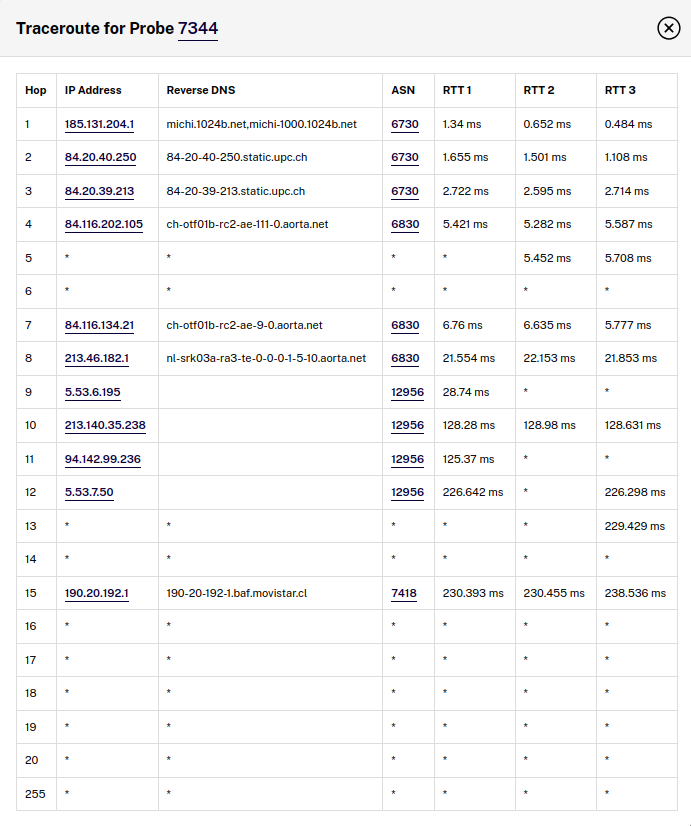 Traceroute for Probe 7344
Hop IP Address Reverse DNS ASN RTT 1 RTT 2 RTT 3
1 185.131.204.1 michi.1024b.net,michi-1000.1024b.net 6730 1.34 ms 0.652 ms 0.484 ms
2 84.20.40.250 84-20-40-250.static.upc.ch 6730 1.655 ms 1.501 ms 1.108 ms
3 84.20.39.213 84-20-39-213.static.upc.ch 6730 2.722 ms 2.595 ms 2.714 ms
4 84.116.202.105 ch-otf01b-rc2-ae-111-0.aorta.net 6830 5.421 ms 5.282 ms 5.587 ms
5 * * * * 5.452 ms 5.708 ms
6 * * * * * *
7 84.116.134.21 ch-otf01b-rc2-ae-9-0.aorta.net 6830 6.76 ms 6.635 ms 5.777 ms
8 213.46.182.1 nl-srk03a-ra3-te-0-0-0-1-5-10.aorta.net 6830 21.554 ms 22.153 ms 21.853 ms
9 5.53.6.195 12956 28.74 ms * *
10 213.140.35.238 12956 128.28 ms 128.98 ms 128.631 ms
11 94.142.99.236 12956 125.37 ms * *
12 5.53.7.50 12956 226.642 ms * 226.298 ms
13 * * * * * 229.429 ms
14 * * * * * *
15 190.20.192.1 190-20-192-1.baf.movistar.cl 7418 230.393 ms 230.455 ms 238.536 ms
16 * * * * * *
17 * * * * * *
18 * * * * * *
19 * * * * * *
20 * * * * * *
255 * * * * * *